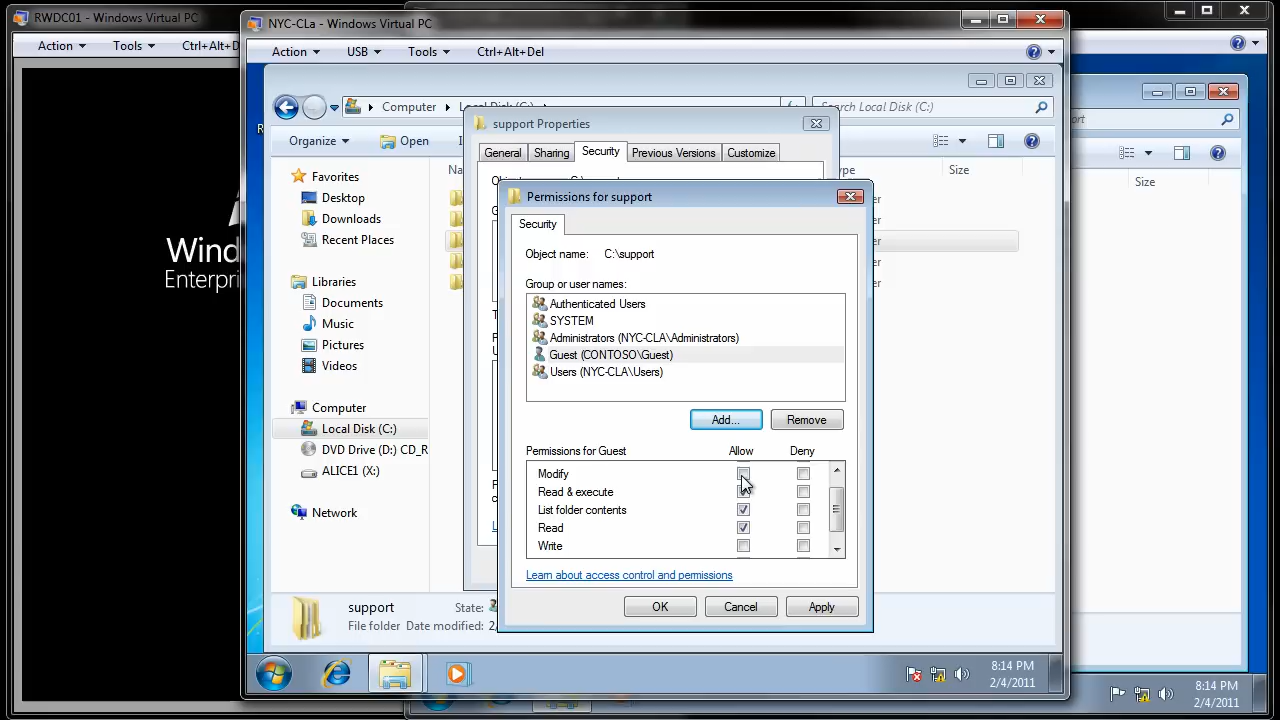 RWDC01 - Windows Virtual PC
Action Tools Ctrl+Alt+D
Wind
Enterpri
NYC-CLa - Windows Virtual PC
Action USB Tools Ctrl+Alt+Del
Computer Local Disk (C:) Search Local Disk (C:)
Organize Open
Size
Size
Favorites
Desktop
Downloads
Recent Places
Libraries
Documents
Music
Pictures
Videos
Computer
Local Disk (C:)
DVD Drive (D:) CD_R
ALICE1 (X:)
Network
support Properties
General Sharing Security Previous Versions Customize
Permissions for support
Security
Object name: C:\support
Group or user names:
Authenticated Users
SYSTEM
Administrators (NYC-CLA\Administrators)
Guest (CONTOSO\Guest)
Users (NYC-CLA\Users)
Add... Remove
Permissions for Guest Allow Deny
Modify
Read & execute
List folder contents
Read
Write
Learn about access control and permissions
OK Cancel Apply
support State:
File folder Date modified: 2/
8:14 PM
2/4/2011
8:14 PM
2/4/2011